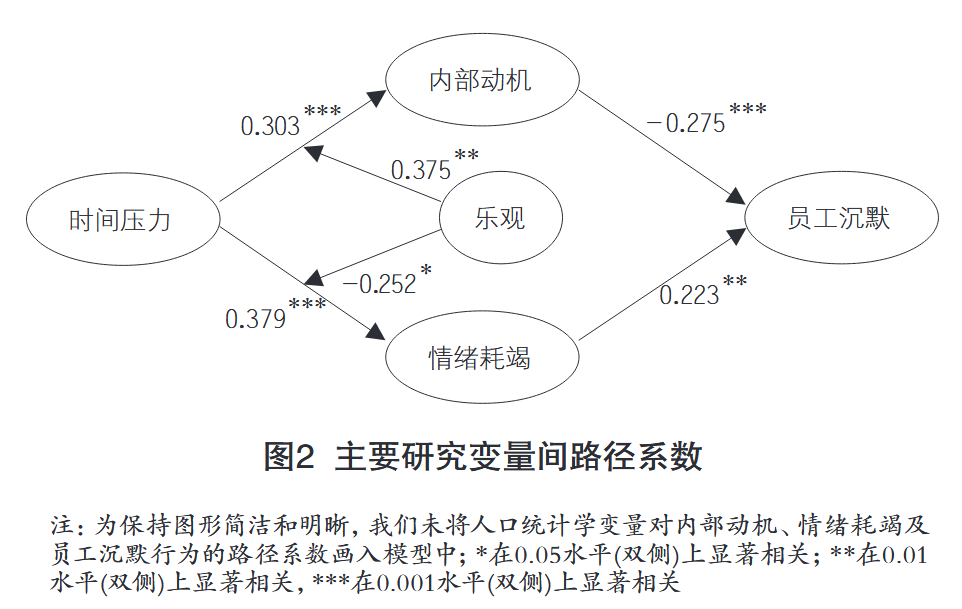 内部动机
0.303***
-0.275***
0.375**
时间压力
乐观
员工沉默
-0.252*
0.379***
0.223**
情绪耗竭
图2 主要研究变量间路径系数
注: 为保持图形简洁和明晰, 我们未将人口统计学变量对内部动机、情绪耗竭及
员工沉默行为的路径系数画入模型中; *在0.05水平(双侧)上显著相关; **在0.01
水平(双侧)上显著相关, ***在0.001水平(双侧)上显著相关